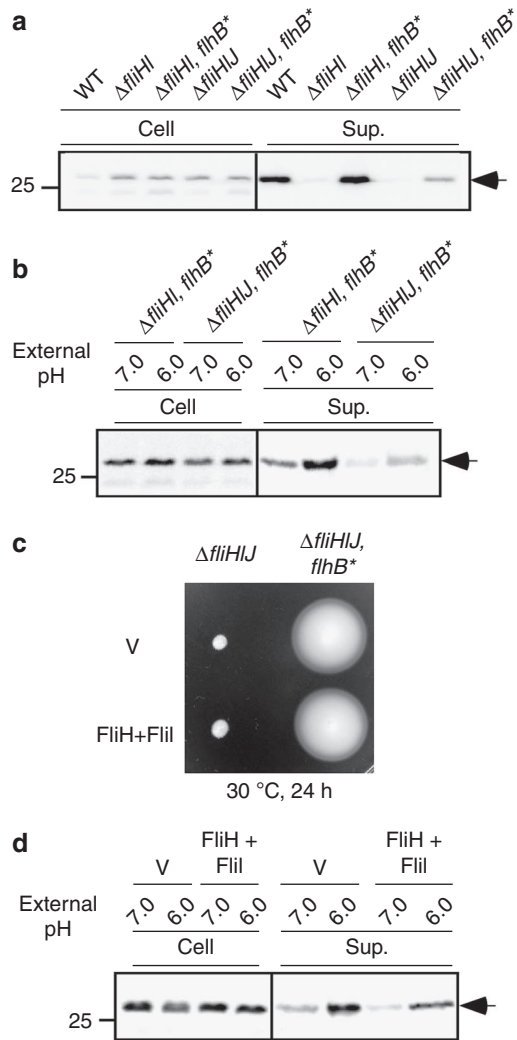 a
WT ΔfliHI ΔfliHI, flhB* ΔfliHIJ ΔfliHIJ, flhB* WT ΔfliHI ΔfliHI, flhB* ΔfliHIJ ΔfliHIJ, flhB*
Cell Sup.
25
b
ΔfliHI, flhB* ΔfliHIJ, flhB* ΔfliHI, flhB* ΔfliHIJ, flhB*
External
pH
7.0 6.0 7.0 6.0 7.0 6.0 7.0 6.0
Cell Sup.
25
c
ΔfliHIJ ΔfliHIJ,
flhB*
V
FliH+FliI
30 °C, 24 h
d
FliH + FliH +
V FliI V FliI
External
pH
7.0 6.0 7.0 6.0 7.0 6.0 7.0 6.0
Cell Sup.
25